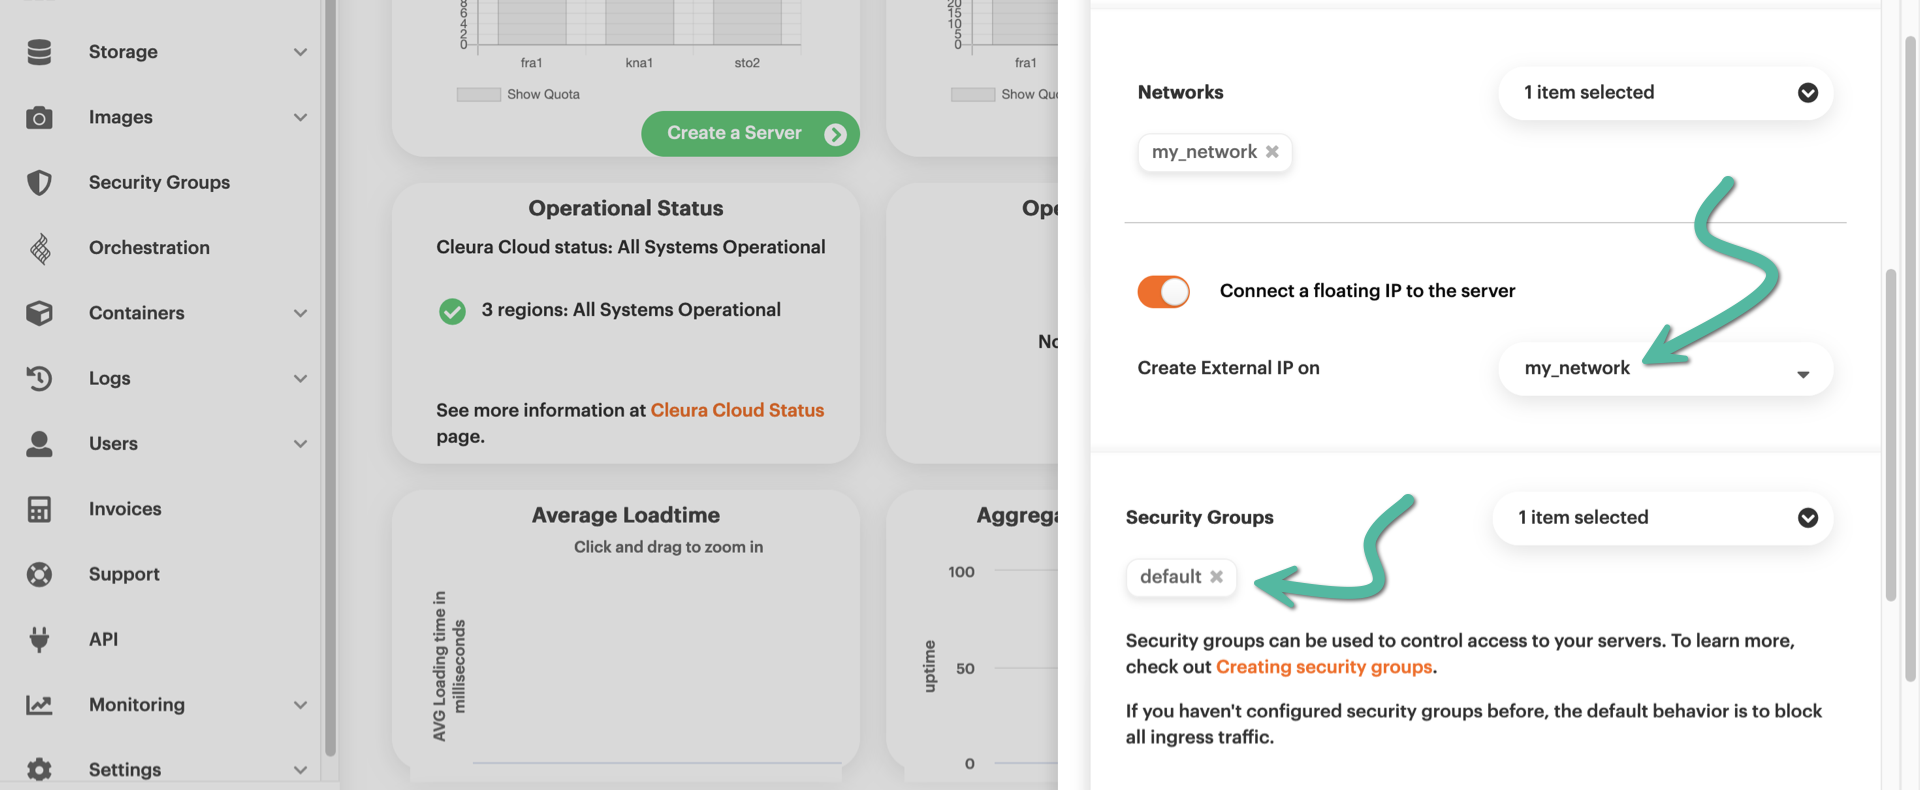 Storage
Images
Security Groups
Orchestration
Containers
Logs
Users
Invoices
Support
API
Monitoring
Settings
8
6
4
2
0
fra1 kna1 sto2
Show Quota
Create a Server
20
15
10
5
0
fra1
Show Quo
Operational Status
Cleura Cloud status: All Systems Operational
3 regions: All Systems Operational
See more information at Cleura Cloud Status
page.
Ope
No
Average Loadtime
Click and drag to zoom in
AVG Loading time in
milliseconds
Aggrega
uptime
100
50
0
Networks
1 item selected
my_network
Connect a floating IP to the server
Create External IP on
my_network
Security Groups
1 item selected
default
Security groups can be used to control access to your servers. To learn more,
check out Creating security groups.
If you haven't configured security groups before, the default behavior is to block
all ingress traffic.